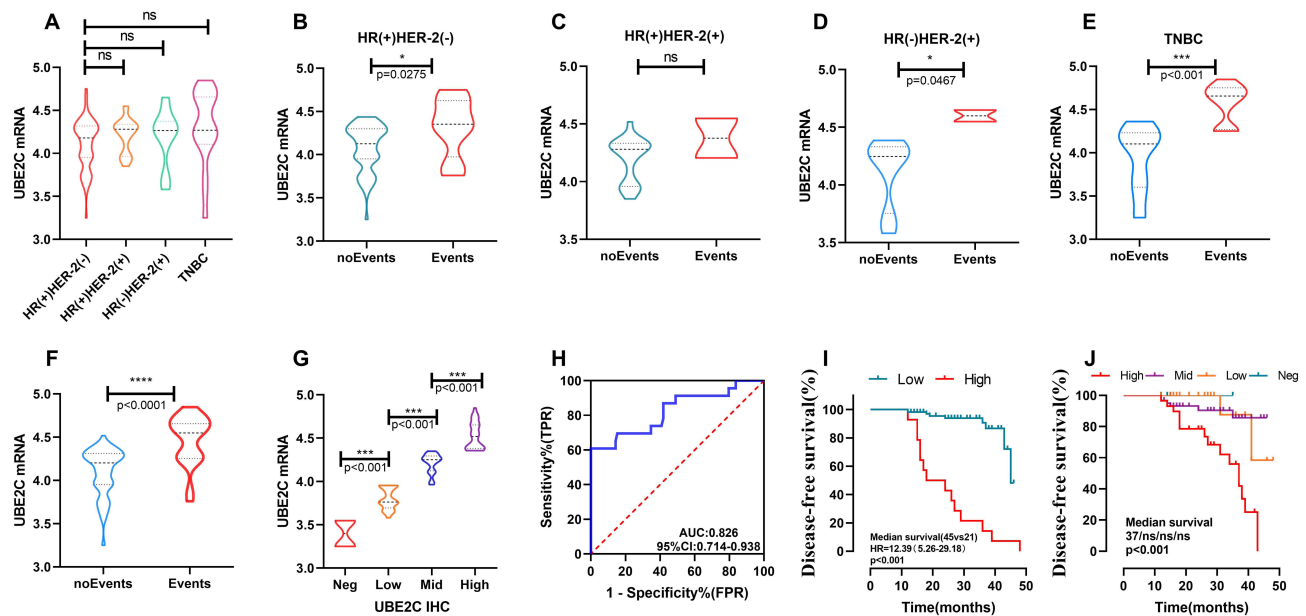 A
ns
ns
ns
5.0
4.5
4.0
3.5
3.0
UBE2C mRNA
HR(+)HER-2(-)
HR(+)HER-2(+)
HR(-)HER-2(+)
TNBC
B
HR(+)HER-2(-)
*
p=0.0275
5.0
4.5
4.0
3.5
3.0
UBE2C mRNA
noEvents
Events
C
HR(+)HER-2(+)
ns
5.0
4.5
4.0
3.5
UBE2C mRNA
noEvents
Events
D
HR(-)HER-2(+)
*
p=0.0467
5.0
4.5
4.0
3.5
UBE2C mRNA
noEvents
Events
E
TNBC
***
p<0.001
5.0
4.5
4.0
3.5
3.0
UBE2C mRNA
noEvents
Events
F
****
p<0.0001
5.0
4.5
4.0
3.5
3.0
UBE2C mRNA
noEvents
Events
G
***
p<0.001
***
p<0.001
***
p<0.001
5.0
4.5
4.0
3.5
3.0
UBE2C mRNA
Neg
Low
Mid
High
UBE2C IHC
H
100
80
60
40
20
0
Sensitivity%(TPR)
AUC:0.826
95%CI:0.714-0.938
0 20 40 60 80 100
1 - Specificity%(FPR)
I
Low High
100
80
60
40
20
0
Disease-free survival(%)
Median survival(45vs21)
HR=12.39(5.26-29.18)
p<0.001
0 10 20 30 40 50
Time(months)
J
High Mid Low Neg
100
80
60
40
20
0
Disease-free survival(%)
Median survival
37/ns/ns/ns
p<0.001
0 10 20 30 40 50
Time(months)